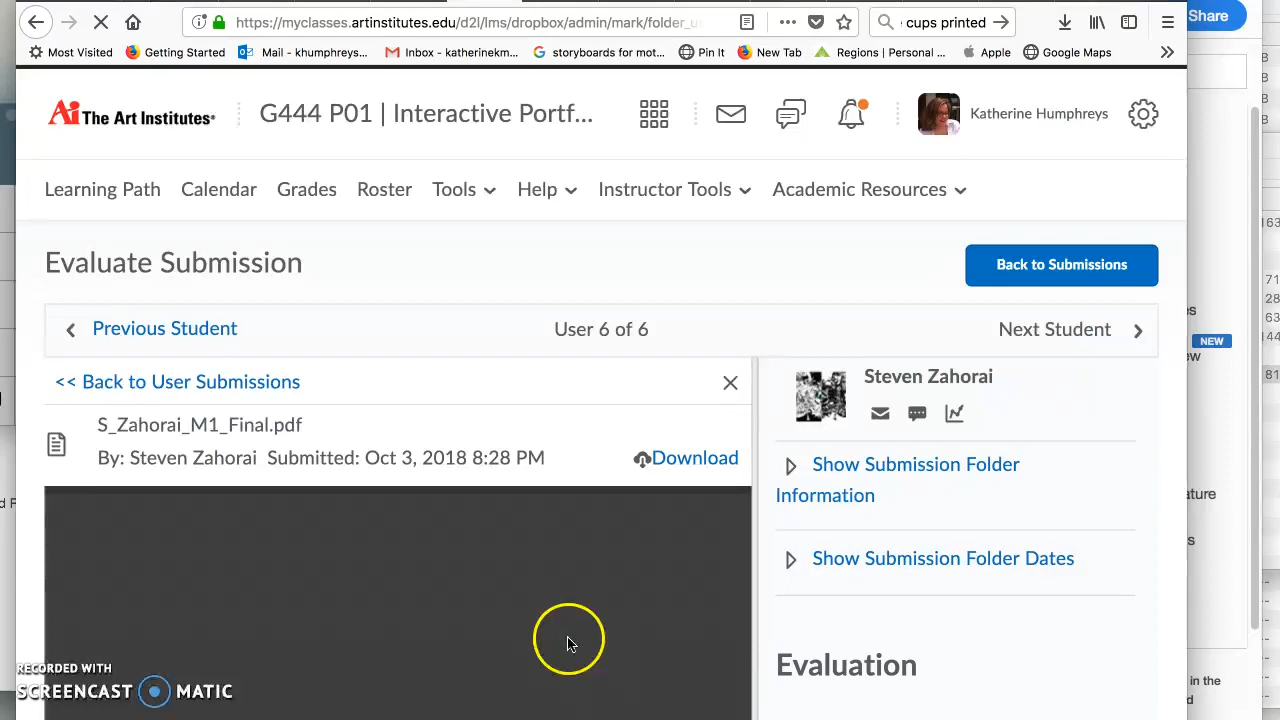 https://myclasses.artinstitutes.edu/d2l/lms/dropbox/admin/mark/folder_u
cups printed
Share
Most Visited
Getting Started
Mail - khumphreys...
Inbox - katherinekm...
storyboards for mot...
Pin It
New Tab
Regions | Personal ...
Apple
Google Maps
Ai The Art Institutes
G444 P01 | Interactive Portf...
Katherine Humphreys
Learning Path
Calendar
Grades
Roster
Tools
Help
Instructor Tools
Academic Resources
Evaluate Submission
Back to Submissions
Previous Student
User 6 of 6
Next Student
<< Back to User Submissions
S_Zahorai_M1_Final.pdf
By: Steven Zahorai Submitted: Oct 3, 2018 8:28 PM
Download
Steven Zahorai
Show Submission Folder
Information
Show Submission Folder Dates
Evaluation
RECORDED WITH
SCREENCAST MATIC
NEW
in the